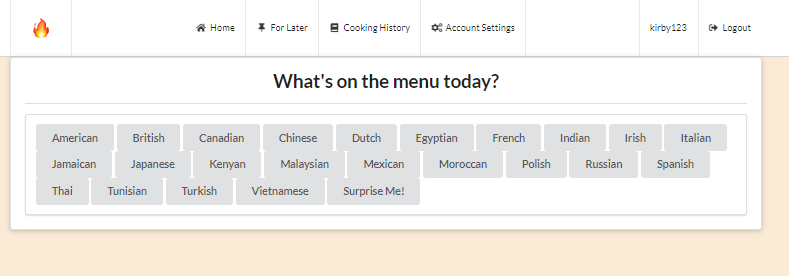 Home For Later Cooking History Account Settings kirby123 Logout
What's on the menu today?
American British Canadian Chinese Dutch Egyptian French Indian Irish Italian
Jamaican Japanese Kenyan Malaysian Mexican Moroccan Polish Russian Spanish
Thai Tunisian Turkish Vietnamese Surprise Me!